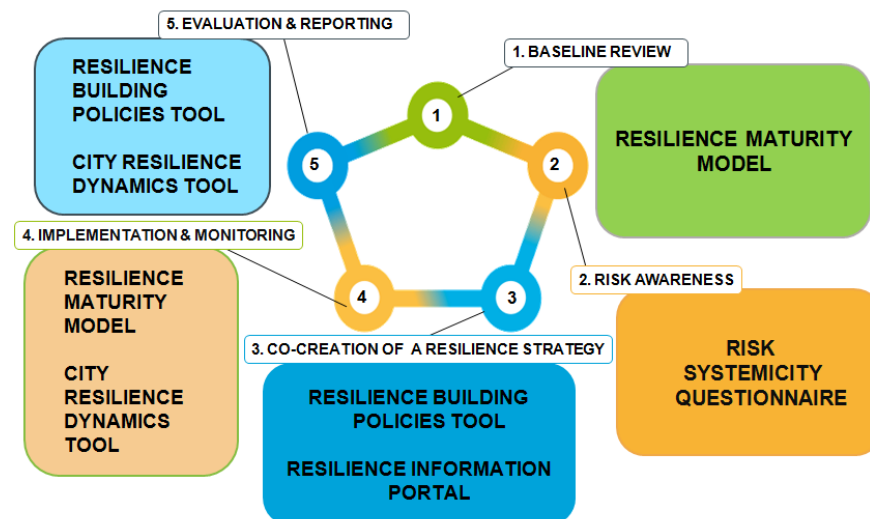 5. EVALUATION & REPORTING
RESILIENCE
BUILDING
POLICIES TOOL
CITY RESILIENCE
DYNAMICS TOOL
1. BASELINE REVIEW
RESILIENCE MATURITY
MODEL
1
2
3
4
5
2. RISK AWARENESS
RISK
SYSTEMICITY
QUESTIONNAIRE
3. CO-CREATION OF A RESILIENCE STRATEGY
RESILIENCE BUILDING
POLICIES TOOL
RESILIENCE INFORMATION
PORTAL
4. IMPLEMENTATION & MONITORING
RESILIENCE
MATURITY
MODEL
CITY
RESILIENCE
DYNAMICS
TOOL